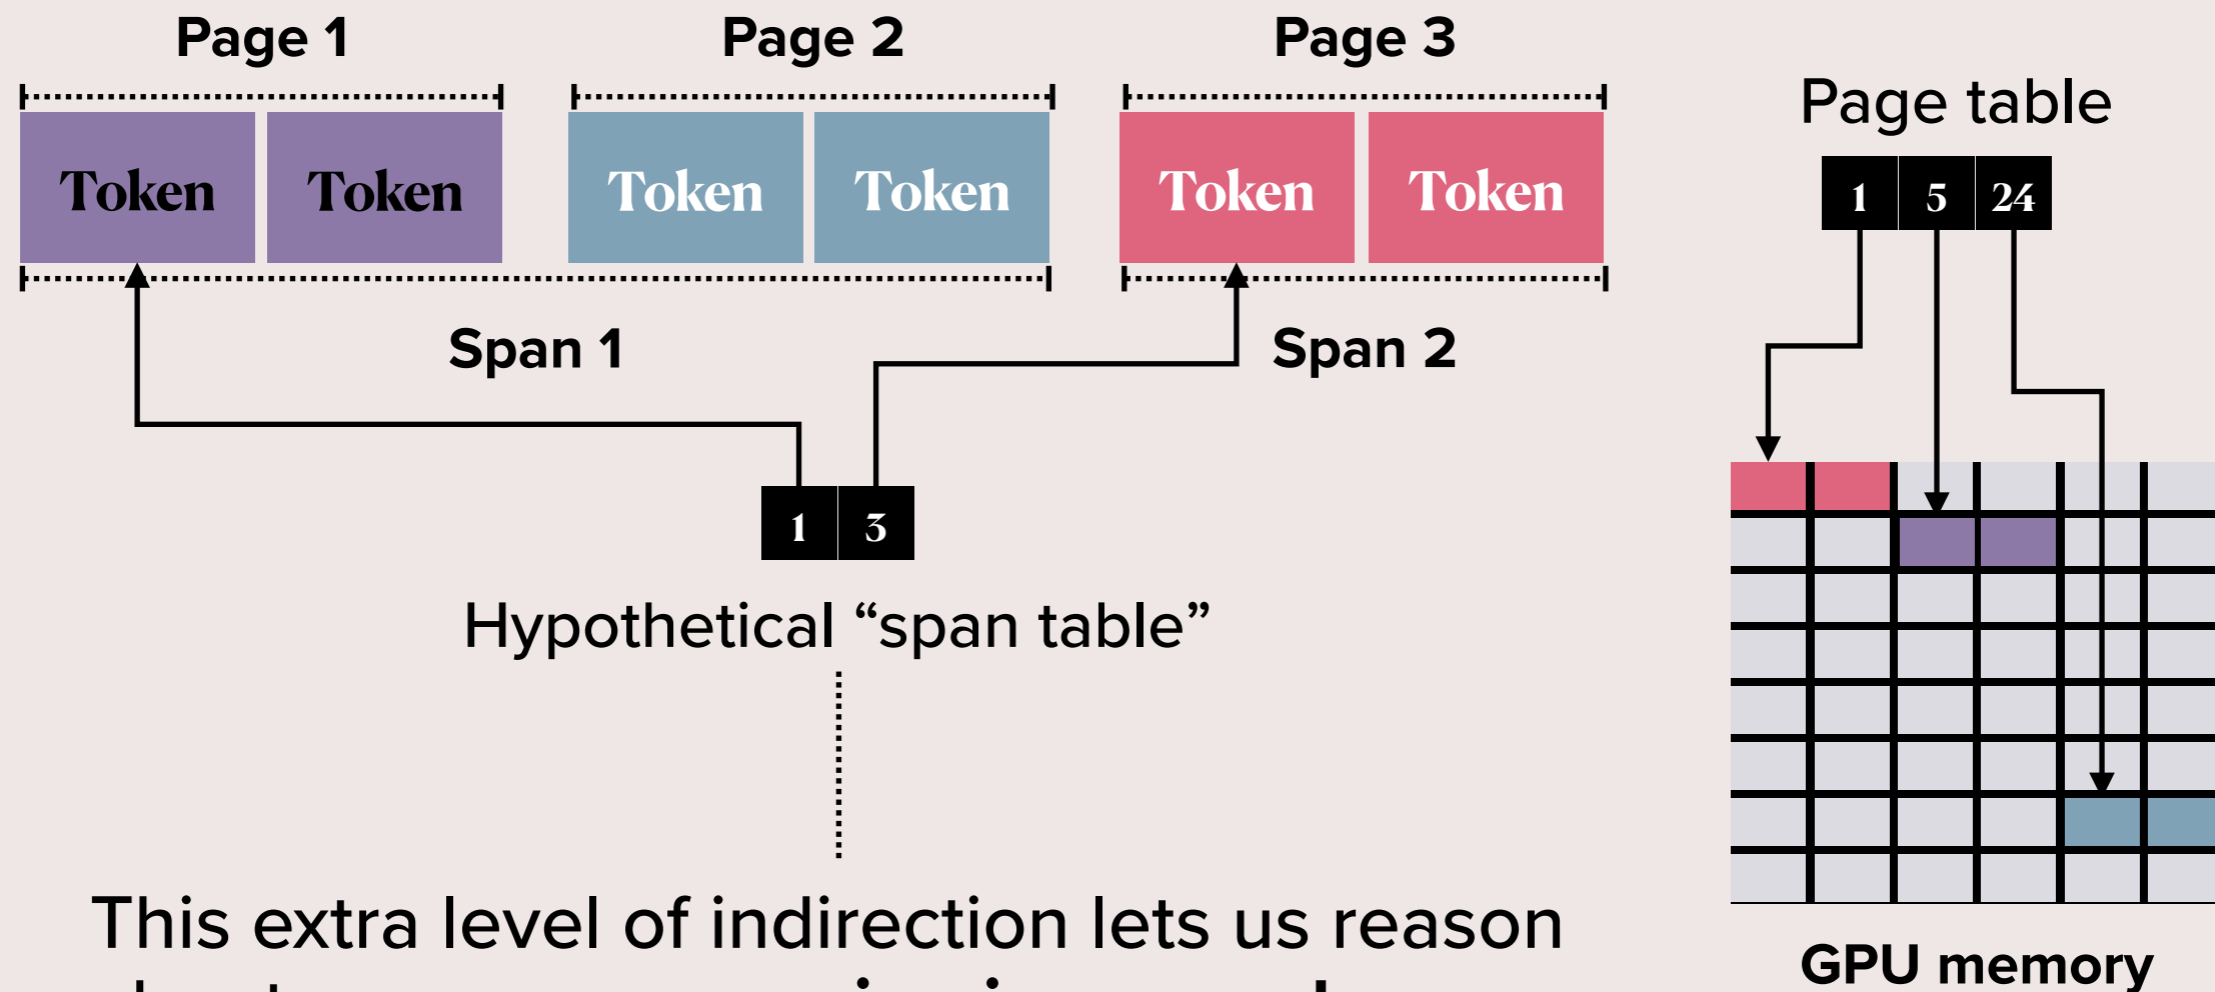 Page 1
Page 2
Page 3
Page table
Token Token
Token Token
Token Token
1 5 24
Span 1
Span 2
1 3
Hypothetical “span table”
This extra level of indirection lets us reason
GPU memory